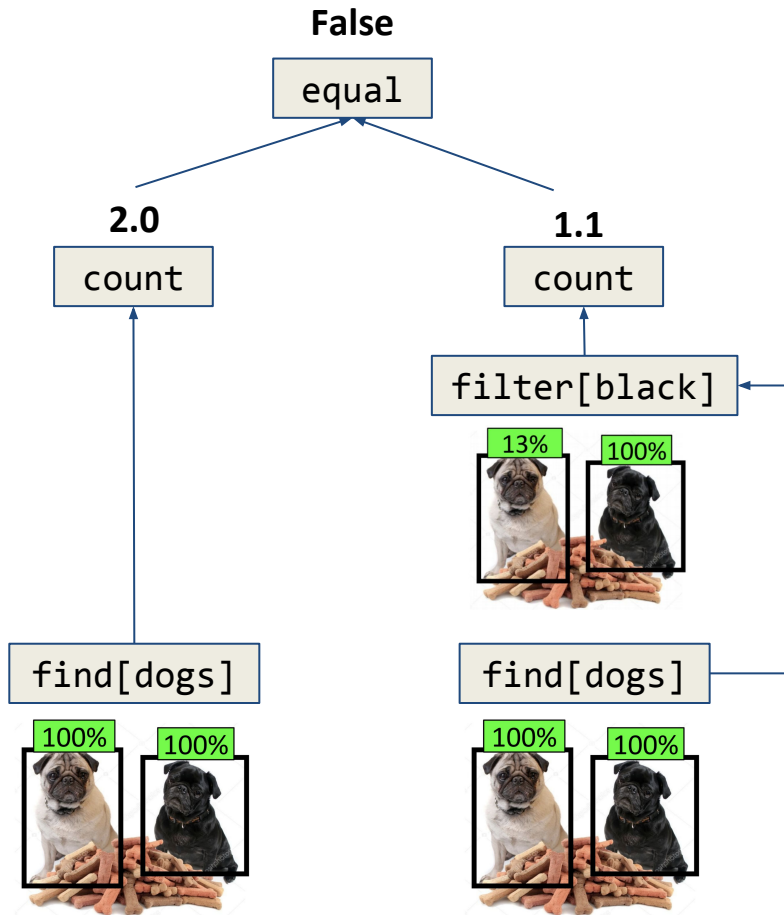 False
equal
2.0
1.1
count
count
filter[black]
13%
100%
find[dogs]
find[dogs]
100%
100%
100%
100%